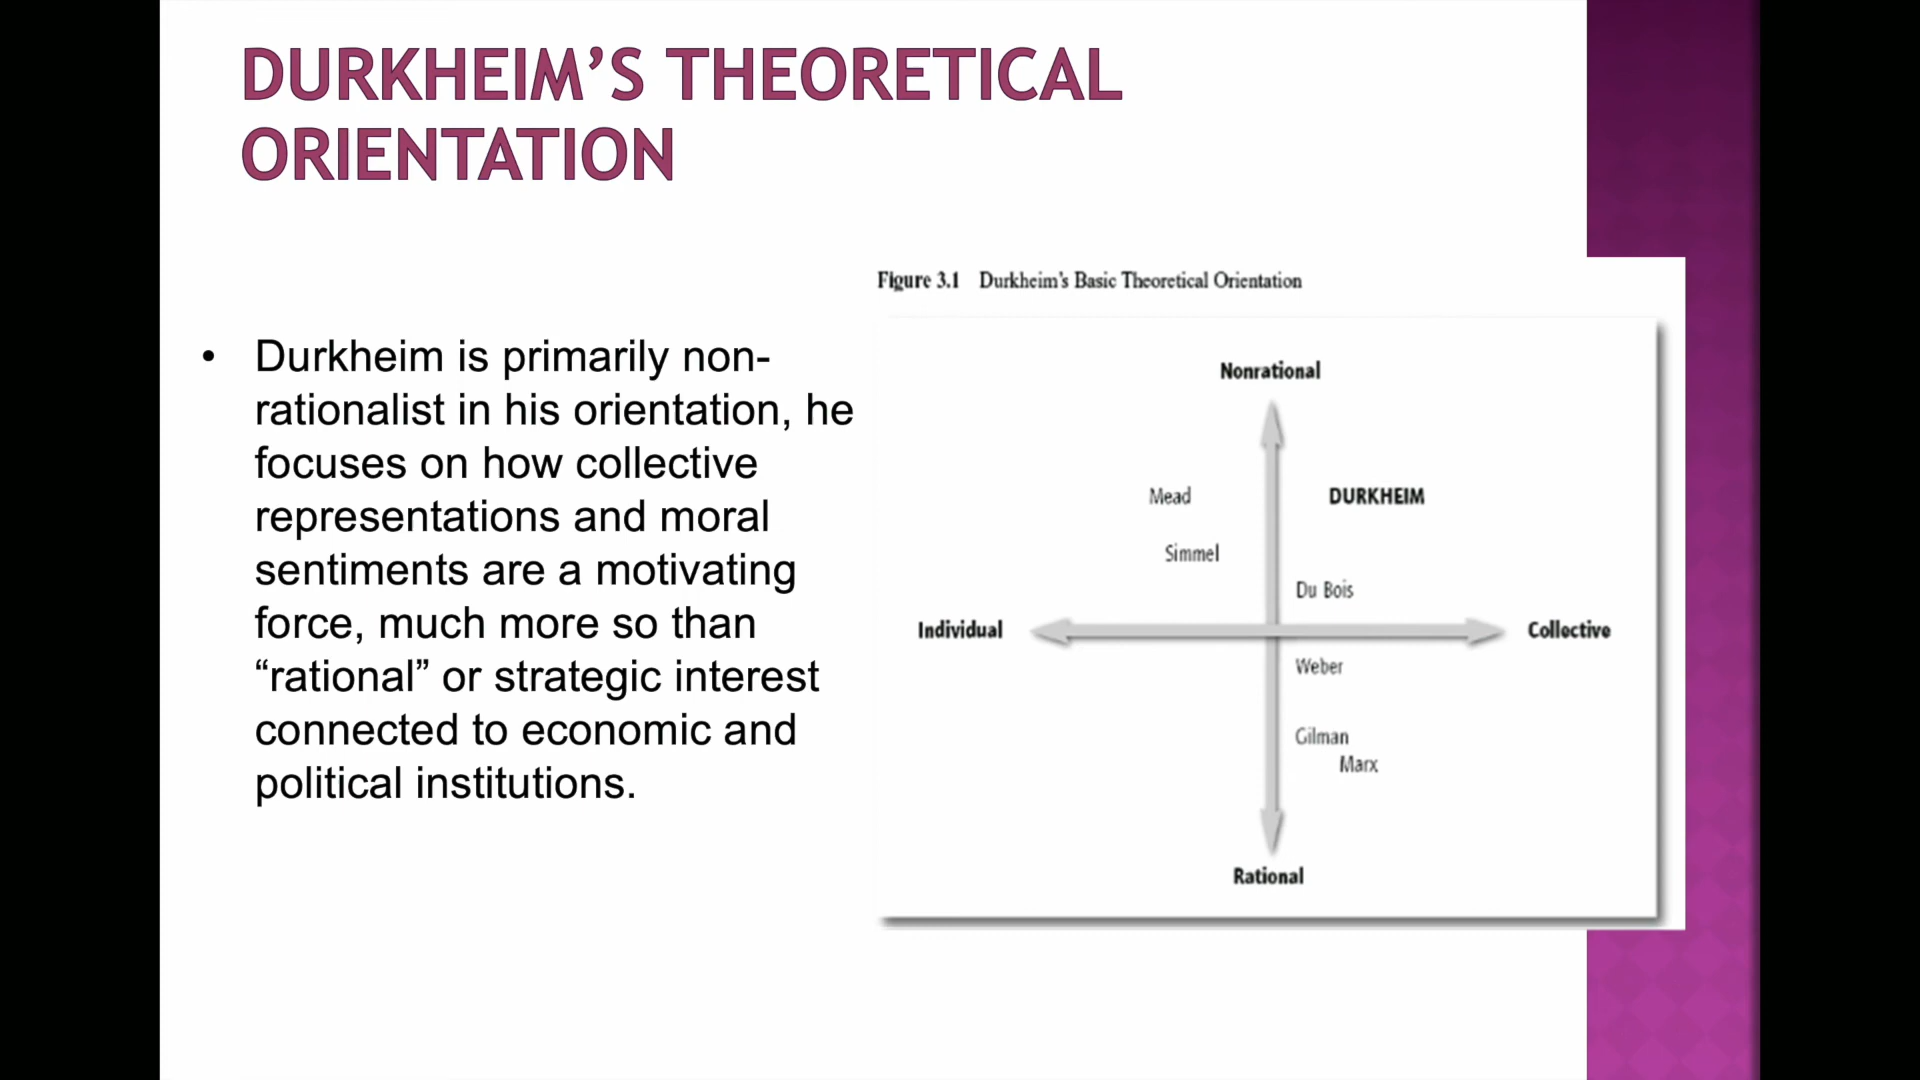 DURKHEIM’S THEORETICAL
ORIENTATION
• Durkheim is primarily non-
rationalist in his orientation, he
focuses on how collective
representations and moral
sentiments are a motivating
force, much more so than
“rational” or strategic interest
connected to economic and
political institutions.
Figure 3.1 Durkheim’s Basic Theoretical Orientation
Nonrational
Mead
DURKHEIM
Simmel
Du Bois
Individual
Collective
Weber
Gilman
Marx
Rational